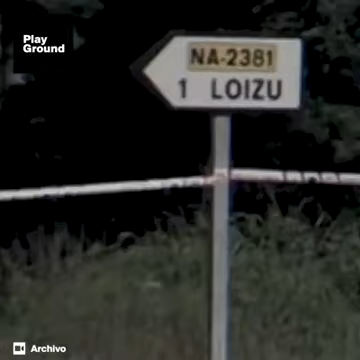 Play
Ground
NA-2381
1 LOIZU
Archivo